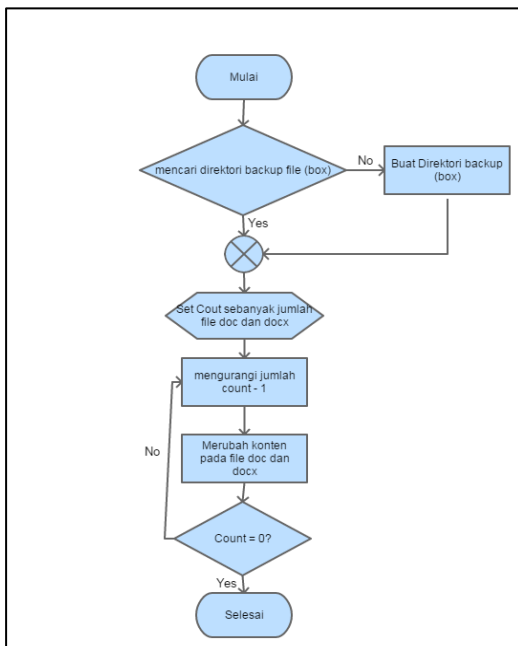 Mulai
mencari direktori backup file (box)
No
Buat Direktori backup
(box)
Yes
Set Cout sebanyak jumlah
file doc dan docx
mengurangi jumlah
count - 1
Merubah konten
pada file doc dan
docx
No
Count = 0?
Yes
Selesai